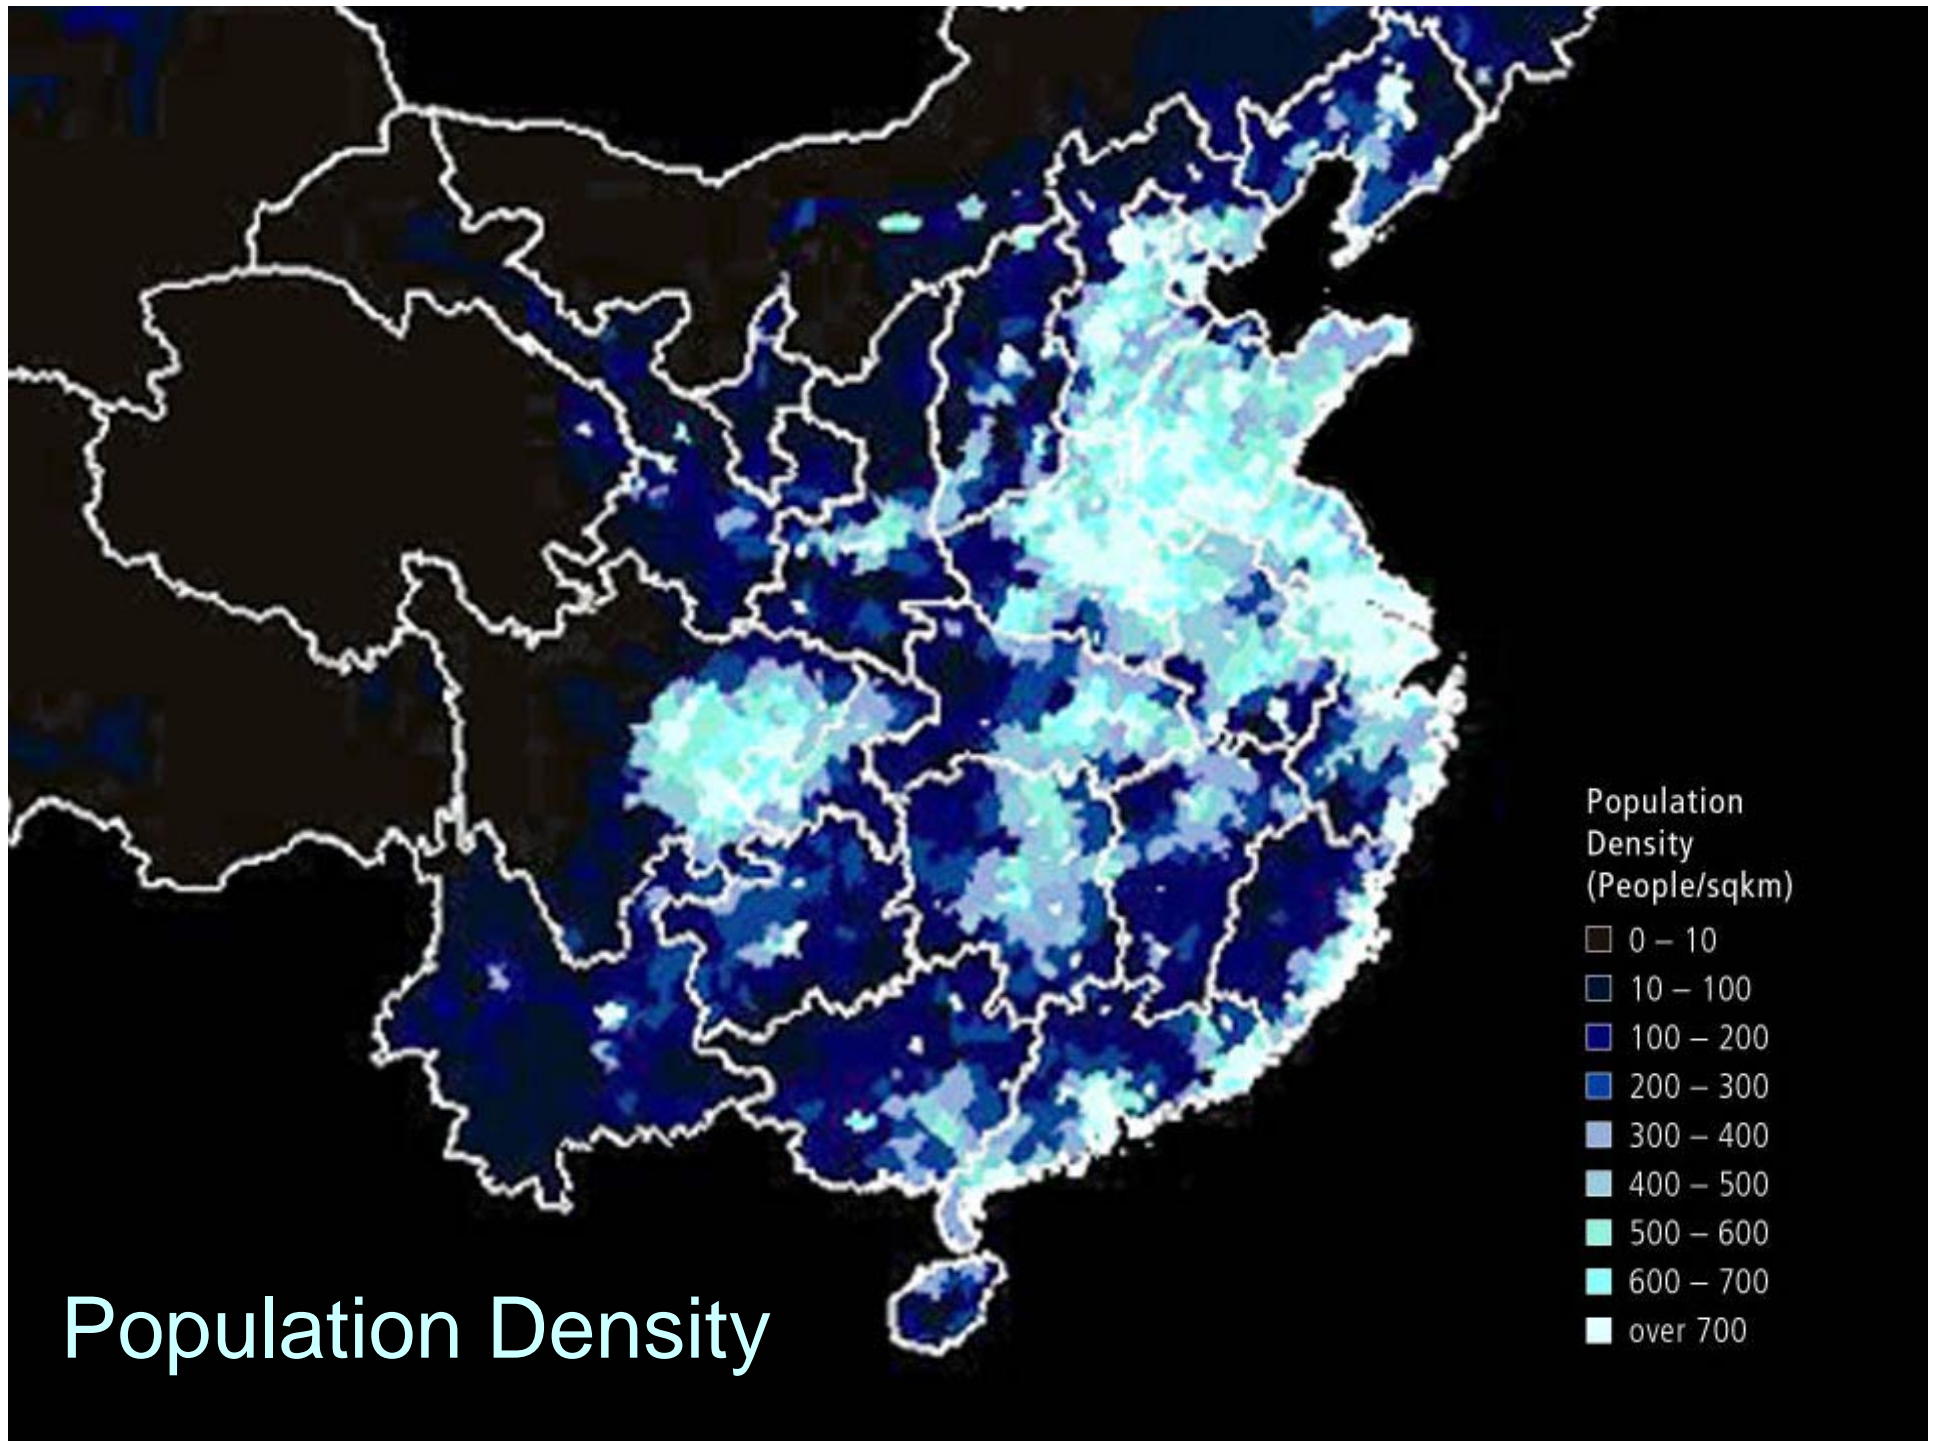 Population
Density
(People/sqkm)
0 – 10
10 – 100
100 – 200
200 – 300
300 – 400
400 – 500
500 – 600
600 – 700
over 700
Population Density